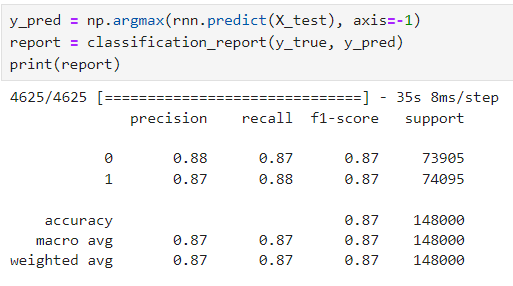 y_pred = np.argmax(rnn.predict(X_test), axis=-1)
report = classification_report(y_true, y_pred)
print(report)
4625/4625 [==============================] - 35s 8ms/step
precision recall f1-score support
0 0.88 0.87 0.87 73905
1 0.87 0.88 0.87 74095
accuracy 0.87 148000
macro avg 0.87 0.87 0.87 148000
weighted avg 0.87 0.87 0.87 148000